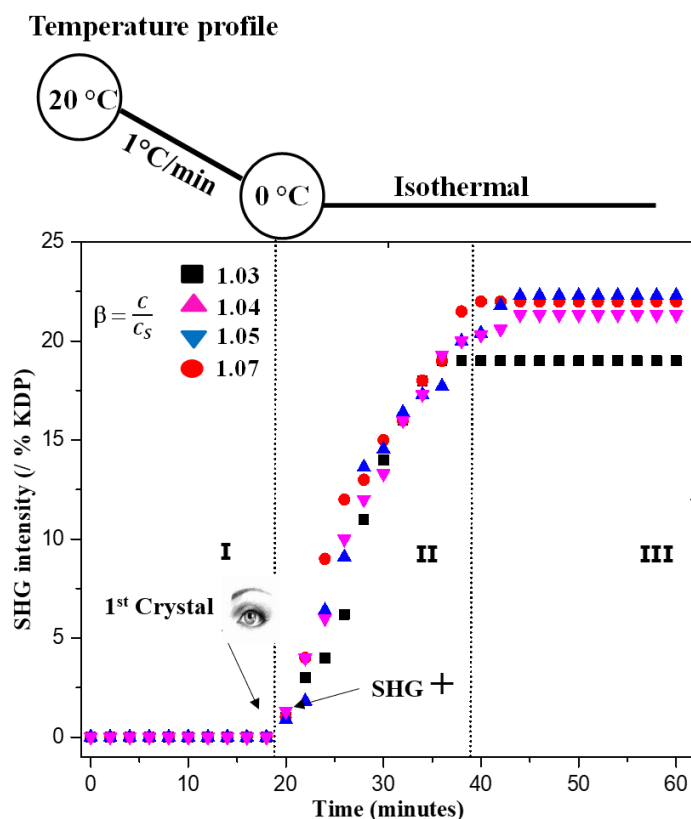 Temperature profile
20 °C
1°C/min
0 °C
Isothermal
25
20
15
10
5
0
SHG intensity (/ % KDP)
β = c/cₛ
1.03
1.04
1.05
1.07
I
II
III
1st Crystal
SHG +
0
10
20
30
40
50
60
Time (minutes)